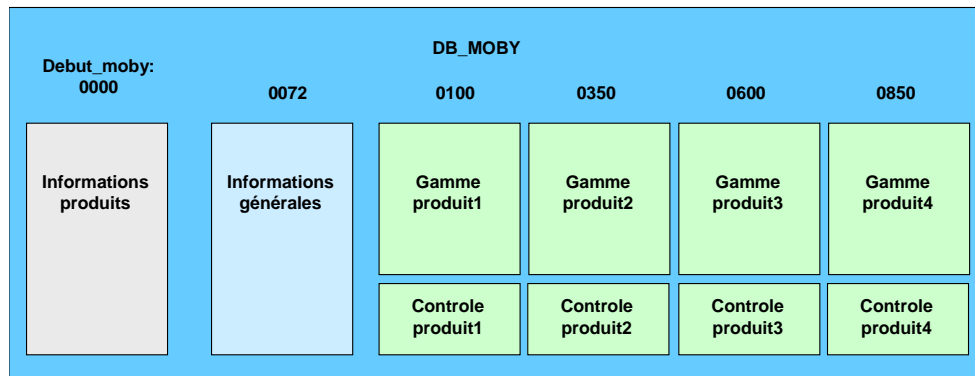 DB_MOBY
Debut_moby:
0000
0072
0100
0350
0600
0850
Informations
produits
Informations
générales
Gamme
produit1
Gamme
produit2
Gamme
produit3
Gamme
produit4
Controle
produit1
Controle
produit2
Controle
produit3
Controle
produit4